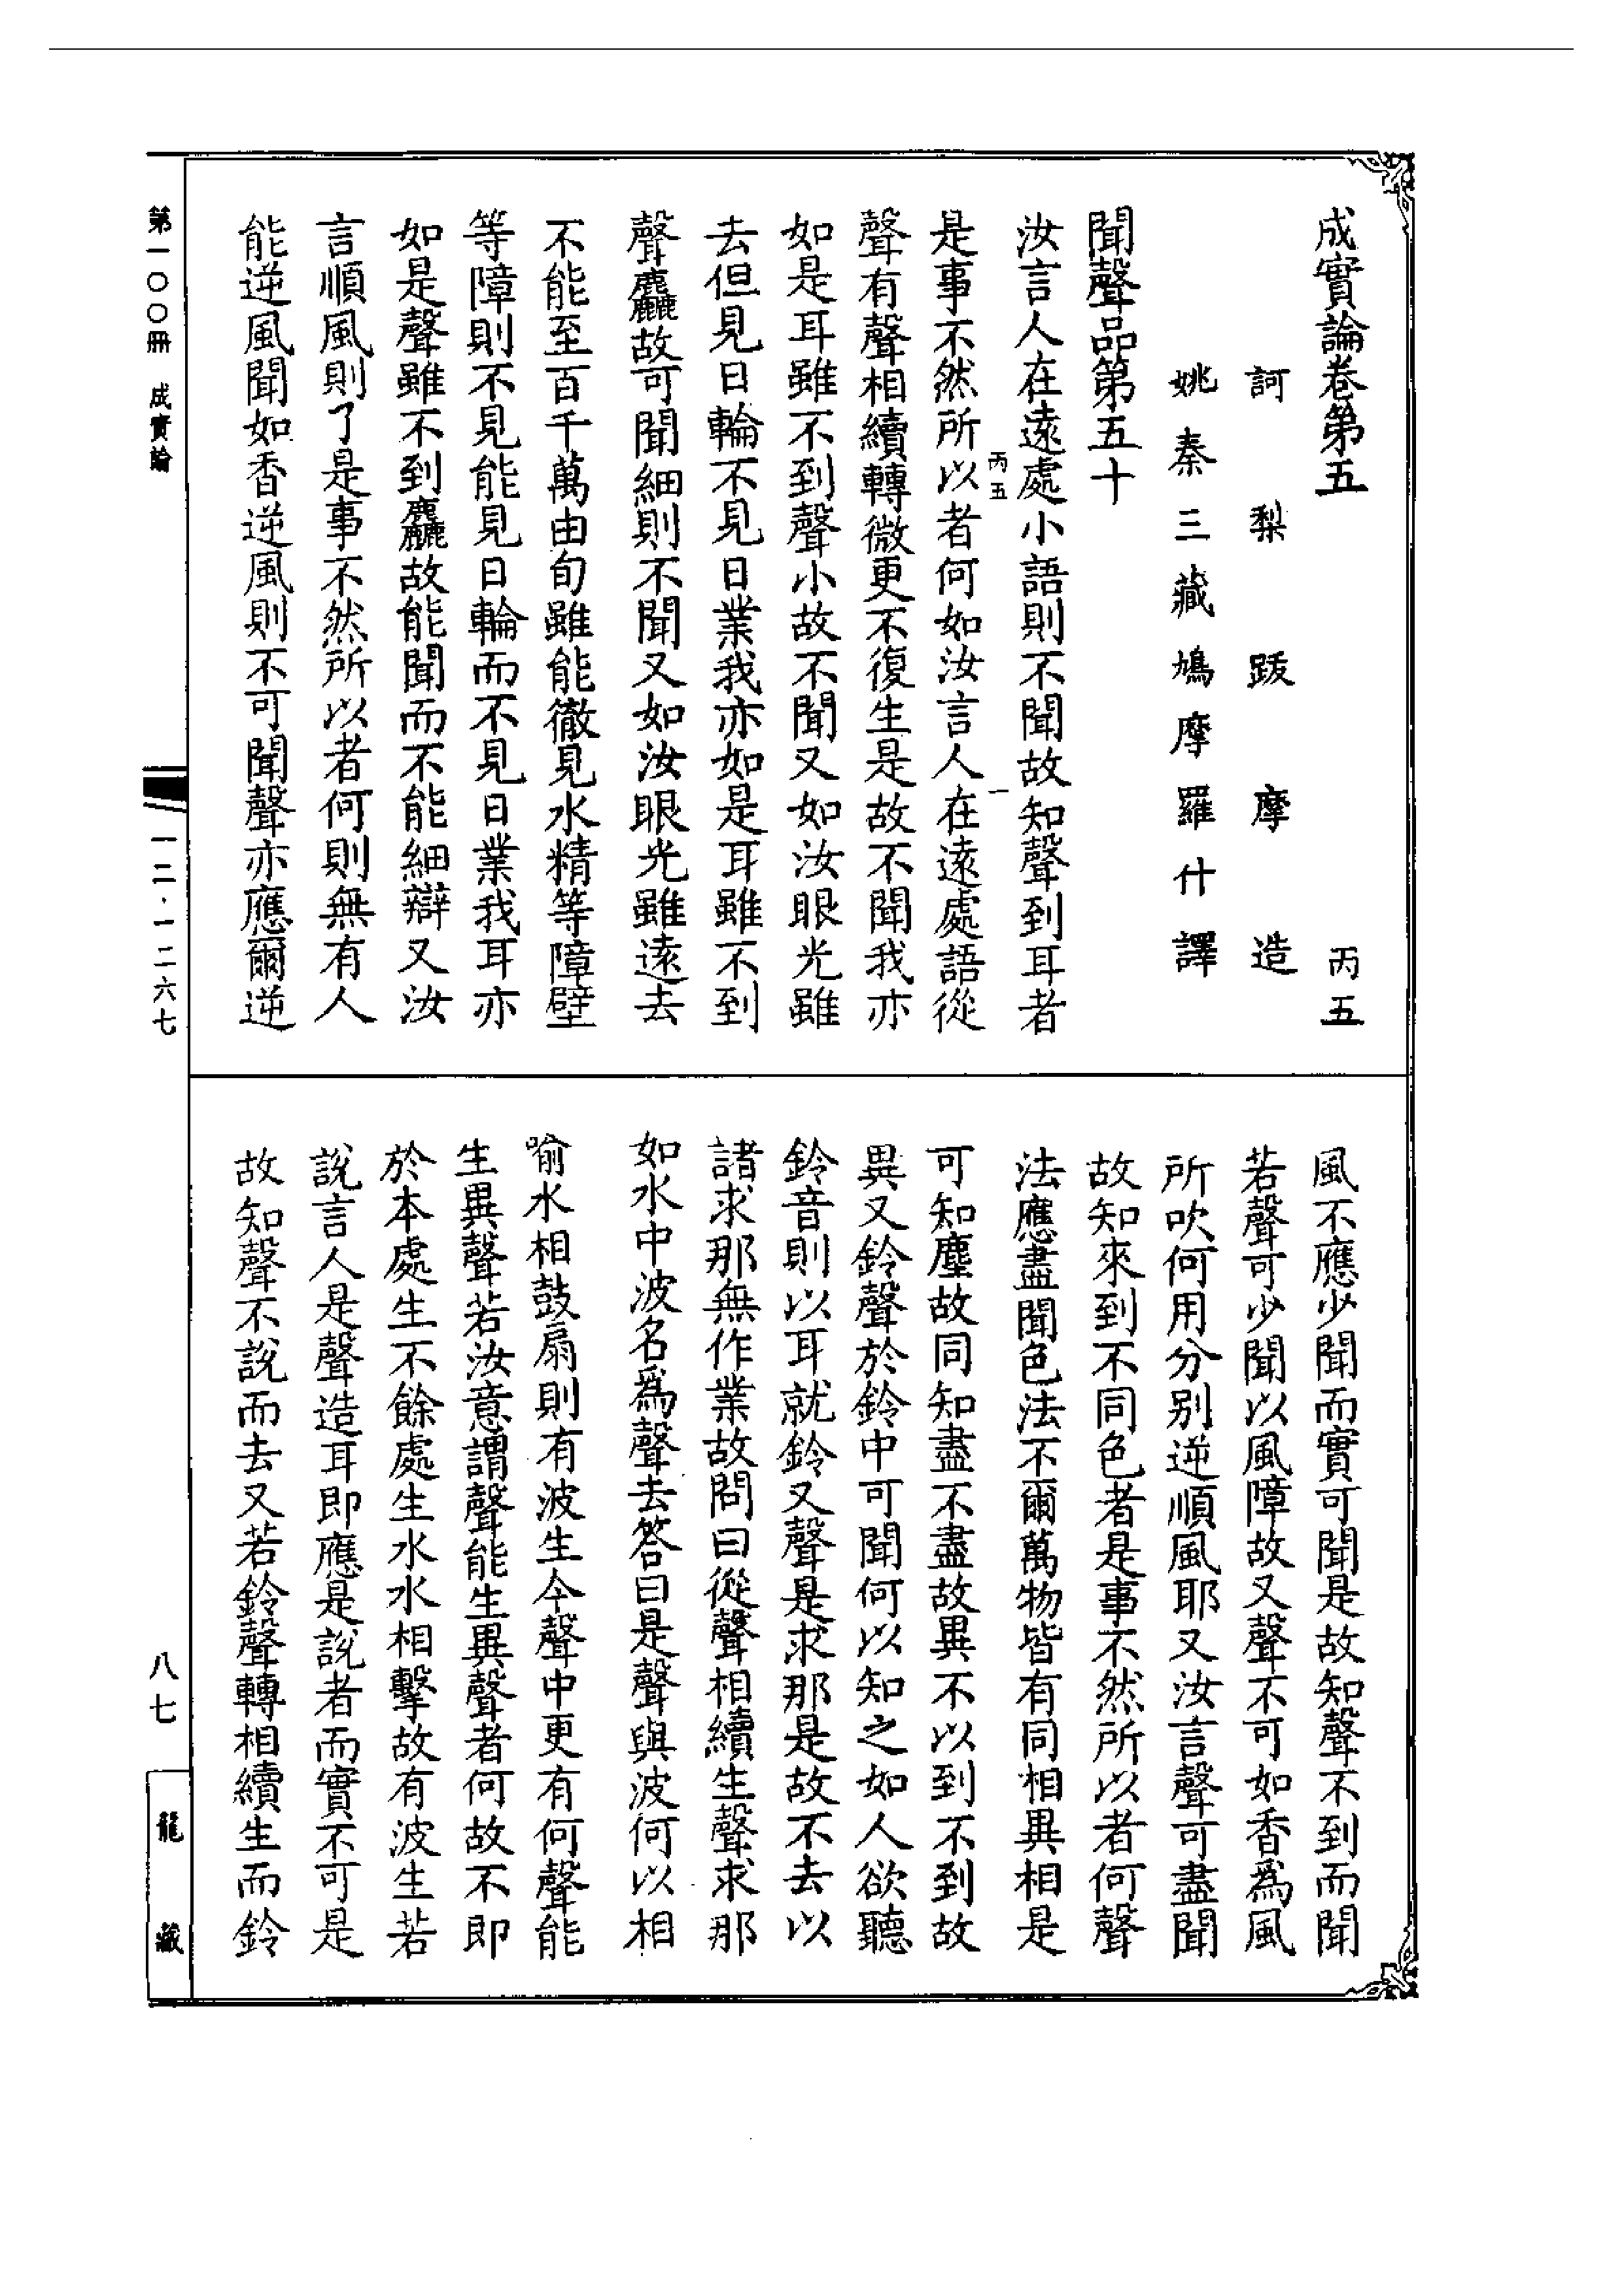 成實論卷第五　丙五
訶梨跋摩造
姚秦三藏鳩摩羅什譯
聞聲品第五十
汝言人在遠處小語則不聞故知聲到耳者
丙五　一
是事不然所以者何如汝言人在遠處語從
聲有聲相續轉微更不復生是故不聞我亦
如是耳雖不到聲小故不聞又如汝眼光雖
去但見日輪不見日業我亦如是耳雖不到
聲麤故可聞細則不聞又如汝眼光雖遠去
不能至百千萬由旬雖能徹見水精等障壁
等障則不見能見日輪而不見日業我耳亦
如是聲雖不到麤故能聞而不能細辯又汝
言順風則了是事不然所以者何則無有人
能逆風聞如香逆風則不可聞聲亦應爾逆
風不應少聞而實可聞是故知聲不到而聞
若聲可少聞以風障故又聲不可如香爲風
所吹何用分別逆順風耶又汝言聲可盡聞
故知來到不同色者是事不然所以者何聲
法應盡聞色法不爾萬物皆有同相異相是
可知塵故同知盡不盡故異不以到不到故
異又鈴聲於鈴中可聞何以知之如人欲聽
鈴音則以耳就鈴又聲是求那是故不去以
諸求那無作業故問曰從聲相續生聲求那
如水中波名爲聲去答曰是聲與波何以相
喻水相鼓扇則有波生今聲中更有何聲能
生異聲若汝意謂聲能生異聲者何故不即
於本處生不餘處生水水相擊故有波生若
說言人是聲造耳即應是說者而實不可是
故知聲不說而去又若鈴聲轉相續生而鈴
第一〇〇冊　成實論
一二·一二六七
八七
龍藏